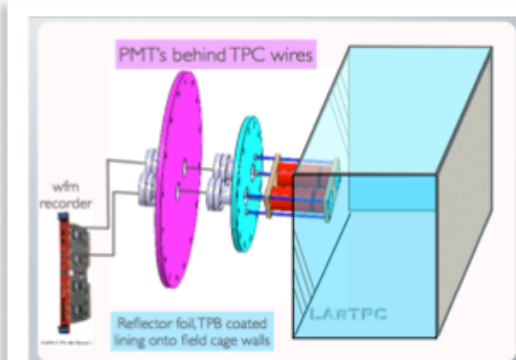 PMT's behind TPC wires
wfm
recorder
Reflector foil, TPB coated
lining onto field cage walls
LArTPC